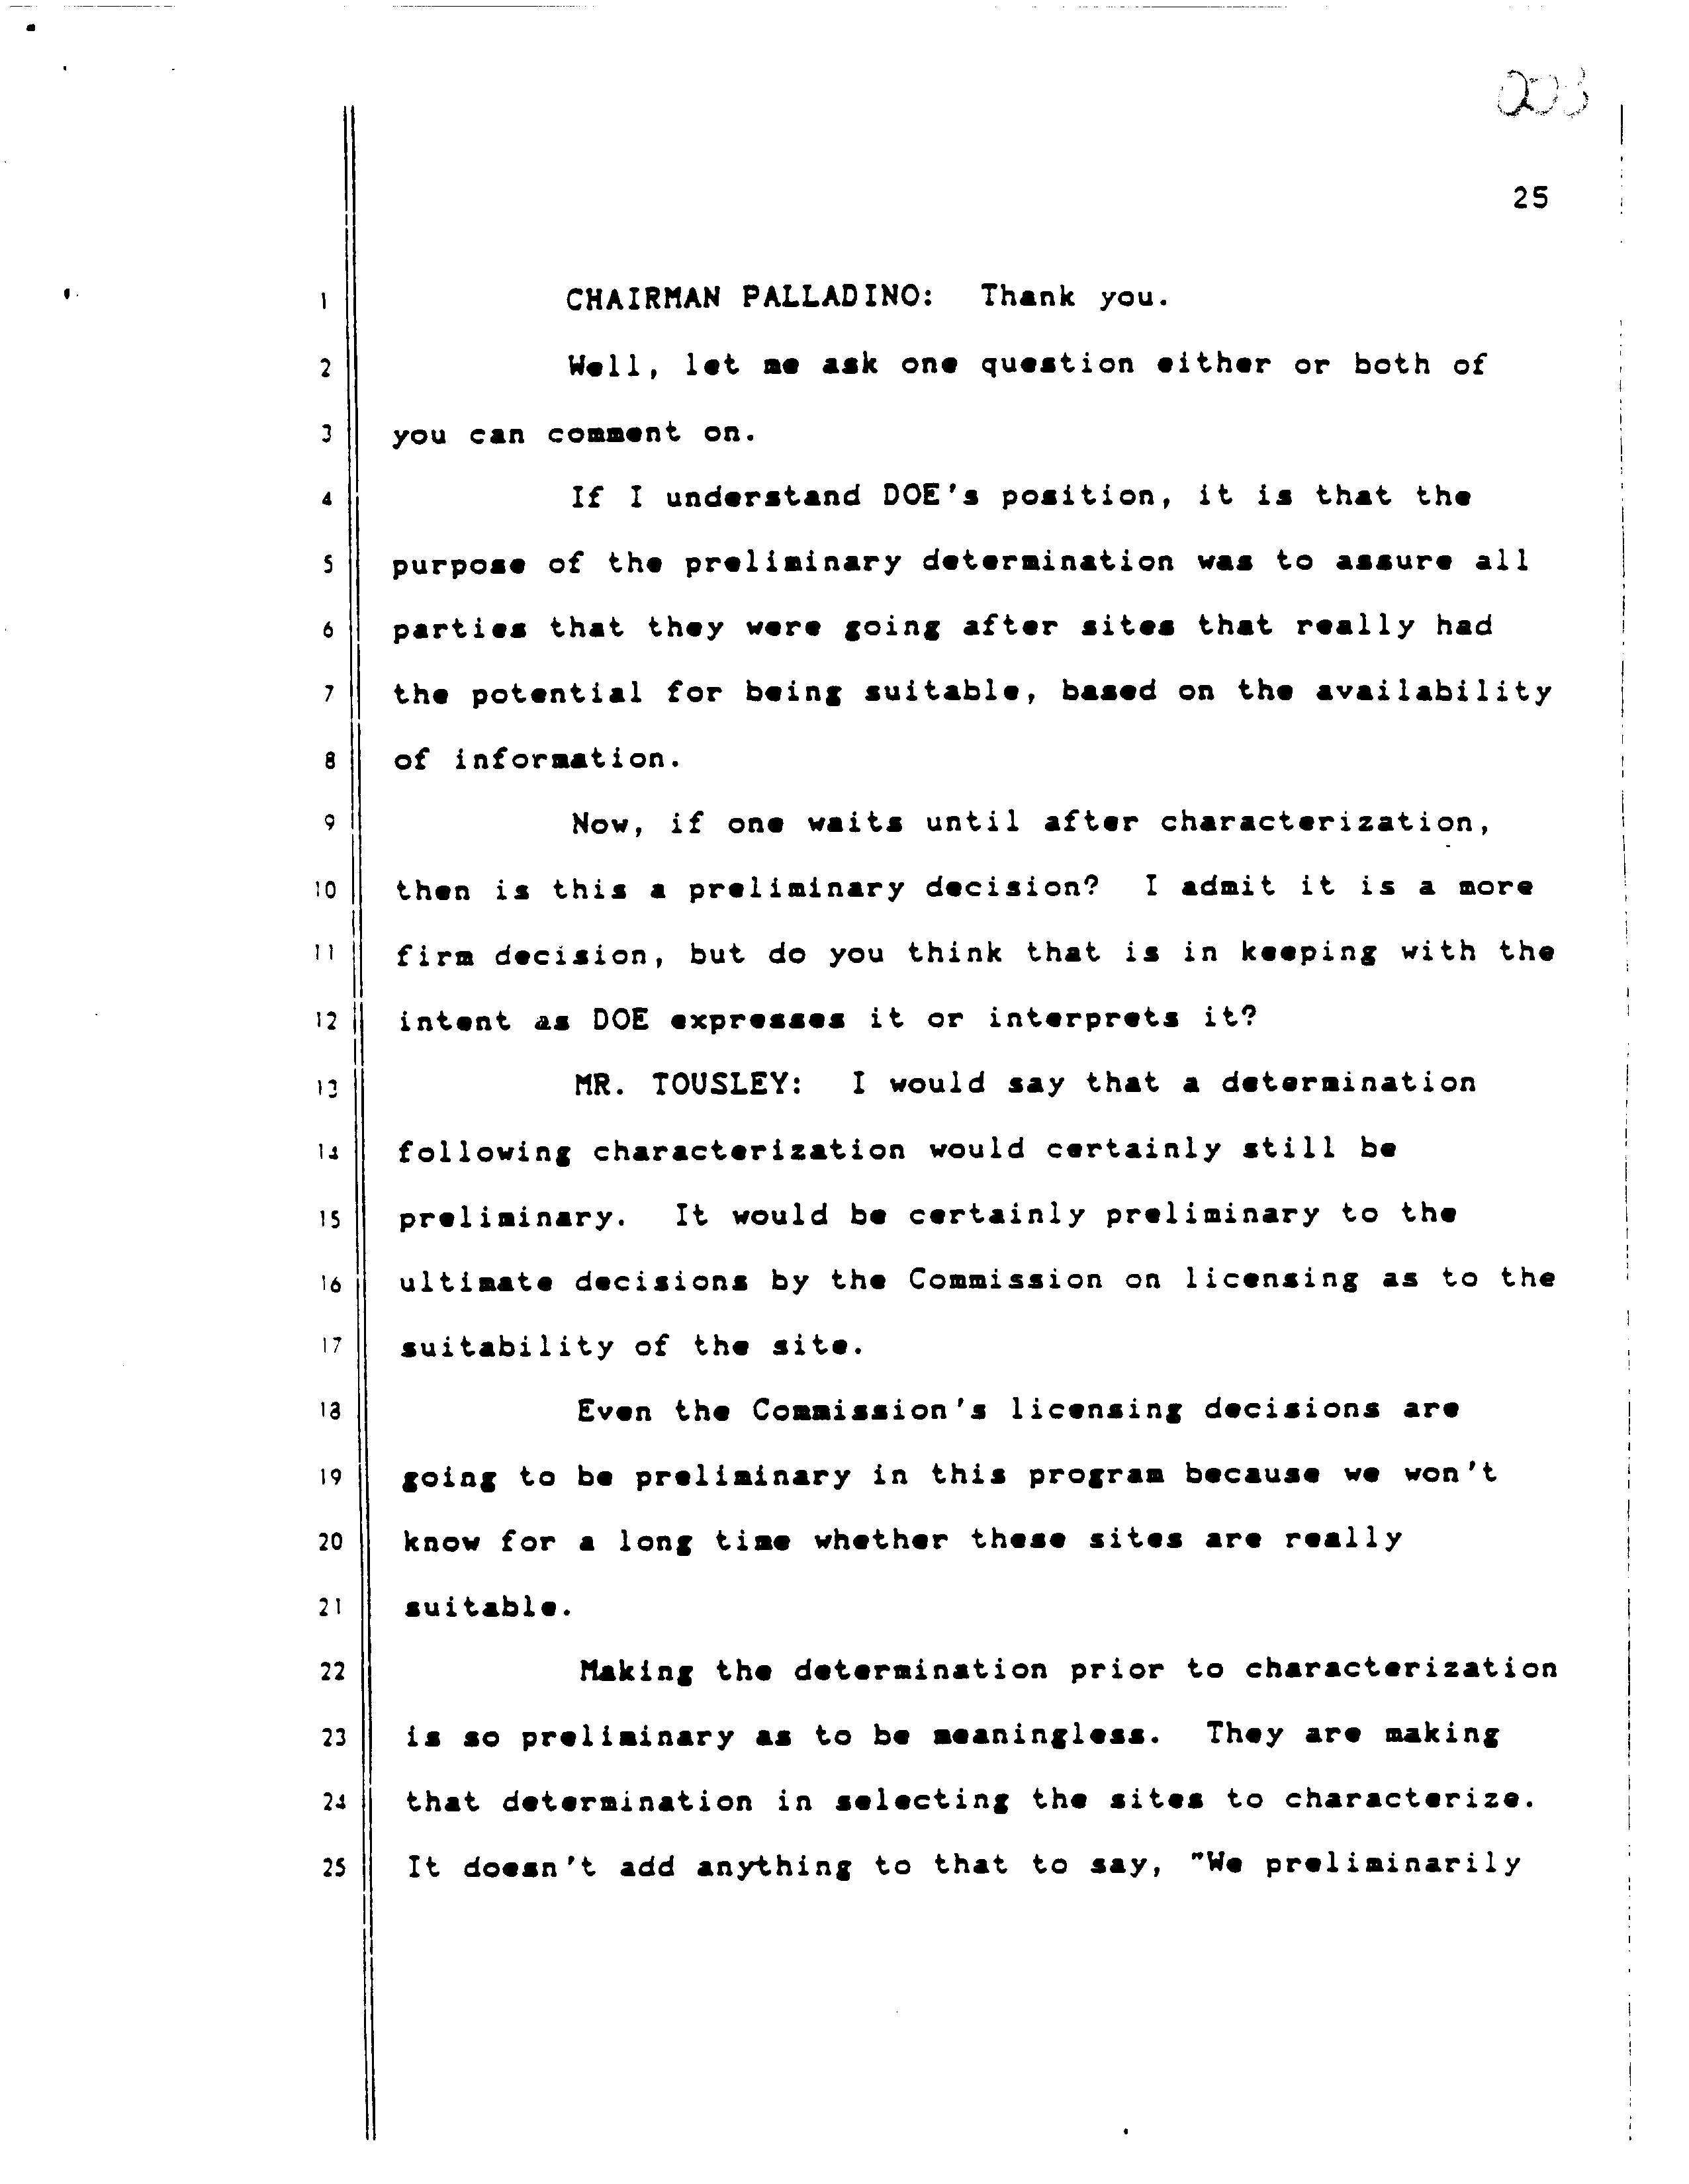 25
1 CHAIRMAN PALLADINO: Thank you.
2 Well, let me ask one question either or both of
3 you can comment on.
4 If I understand DOE's position, it is that the
5 purpose of the preliminary determination was to assure all
6 parties that they were going after sites that really had
7 the potential for being suitable, based on the availability
8 of information.
9 Now, if one waits until after characterization,
10 then is this a preliminary decision? I admit it is a more
11 firm decision, but do you think that is in keeping with the
12 intent as DOE expresses it or interprets it?
13 MR. TOUSLEY: I would say that a determination
14 following characterization would certainly still be
15 preliminary. It would be certainly preliminary to the
16 ultimate decisions by the Commission on licensing as to the
17 suitability of the site.
18 Even the Commission's licensing decisions are
19 going to be preliminary in this program because we won't
20 know for a long time whether these sites are really
21 suitable.
22 Making the determination prior to characterization
23 is so preliminary as to be meaningless. They are making
24 that determination in selecting the sites to characterize.
25 It doesn't add anything to that to say, "We preliminarily